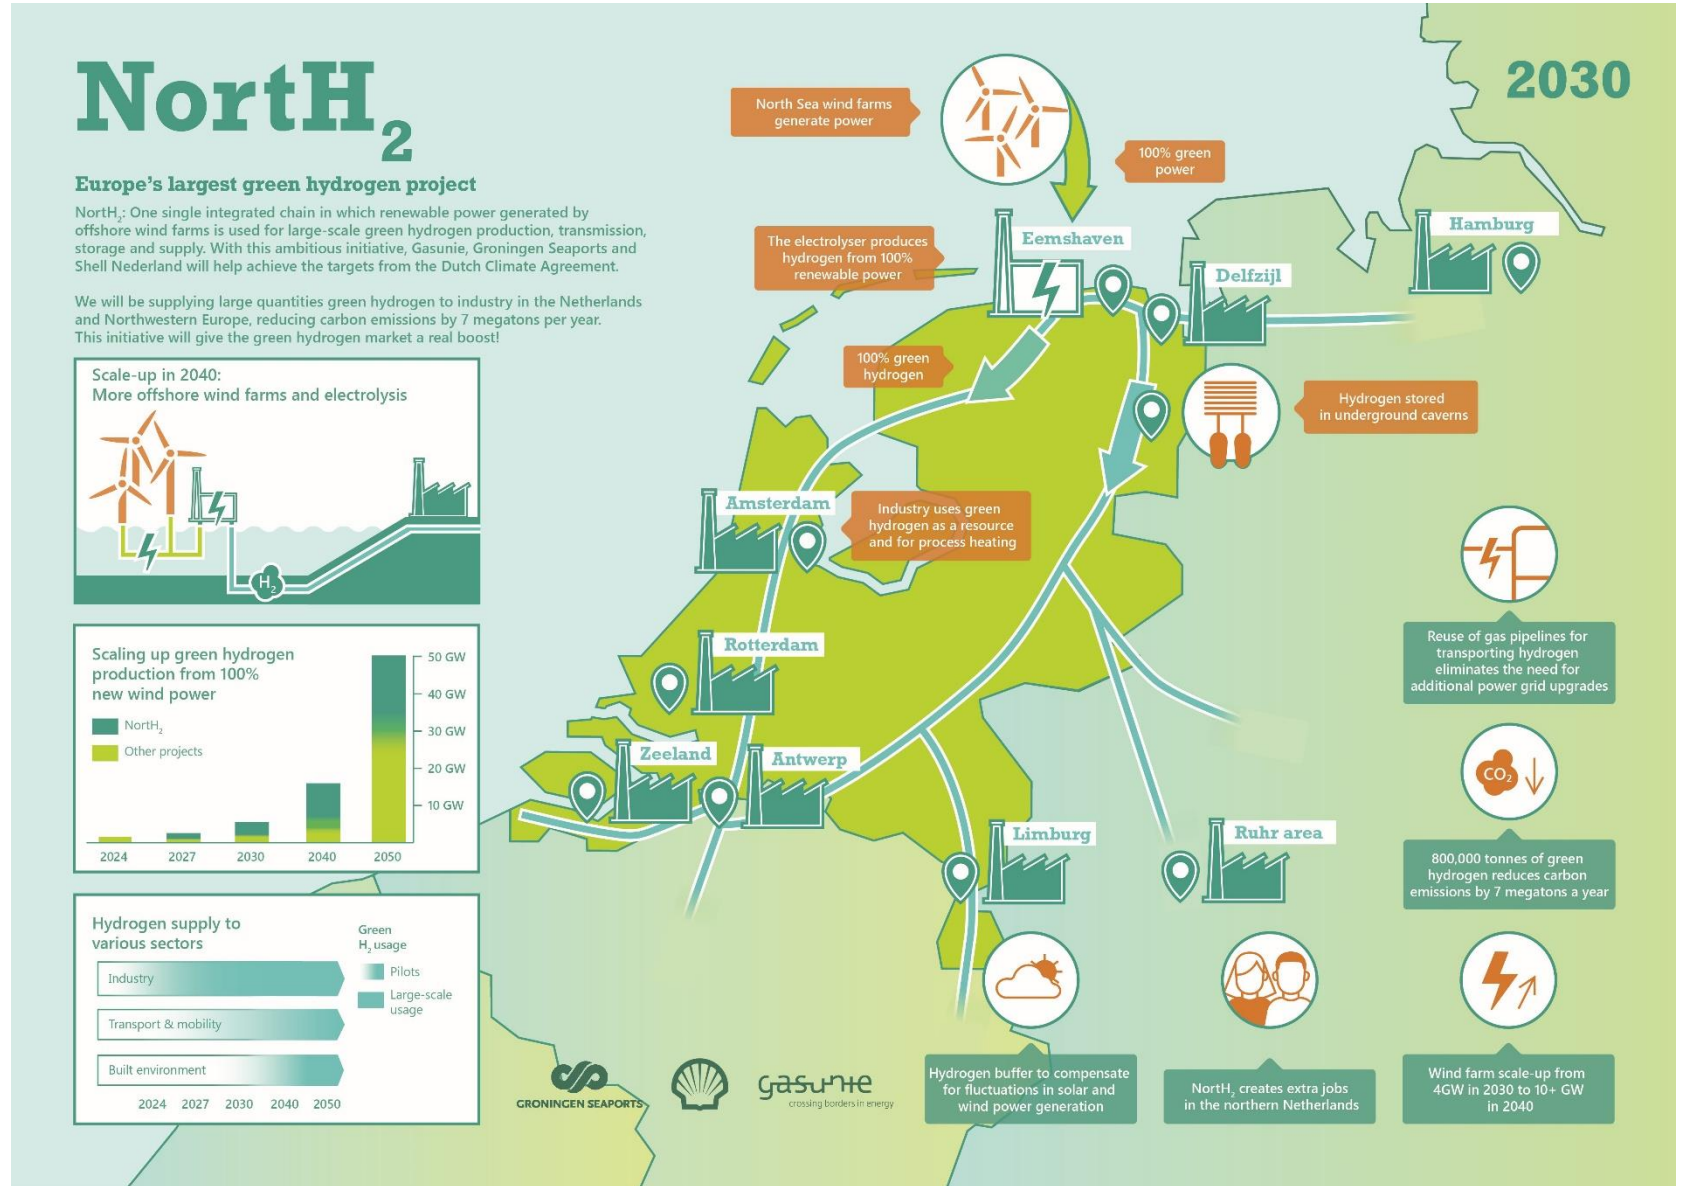 NortH₂
2030
Europe's largest green hydrogen project
NortH₂: One single integrated chain in which renewable power generated by
offshore wind farms is used for large-scale green hydrogen production, transmission,
storage and supply. With this ambitious initiative, Gasunie, Groningen Seaports and
Shell Nederland will help achieve the targets from the Dutch Climate Agreement.
We will be supplying large quantities green hydrogen to industry in the Netherlands
and Northwestern Europe, reducing carbon emissions by 7 megatons per year.
This initiative will give the green hydrogen market a real boost!
Scale-up in 2040:
More offshore wind farms and electrolysis
H₂
Scaling up green hydrogen
production from 100%
new wind power
NortH₂
Other projects
50 GW
40 GW
30 GW
20 GW
10 GW
2024 2027 2030 2040 2050
Hydrogen supply to
various sectors
Green
H₂ usage
Pilots
Large-scale
usage
Industry
Transport & mobility
Built environment
2024 2027 2030 2040 2050
North Sea wind farms
generate power
100% green
power
The electrolyser produces
hydrogen from 100%
renewable power
Eemshaven
Delfzijl
Hamburg
100% green
hydrogen
Hydrogen stored
in underground caverns
Amsterdam
Industry uses green
hydrogen as a resource
and for process heating
Rotterdam
Zeeland
Antwerp
Limburg
Ruhr area
Reuse of gas pipelines for
transporting hydrogen
eliminates the need for
additional power grid upgrades
CO₂
800,000 tonnes of green
hydrogen reduces carbon
emissions by 7 megatons a year
Hydrogen buffer to compensate
for fluctuations in solar and
wind power generation
NortH₂ creates extra jobs
in the northern Netherlands
Wind farm scale-up from
4GW in 2030 to 10+ GW
in 2040
GRONINGEN SEAPORTS
gasunie
crossing borders in energy